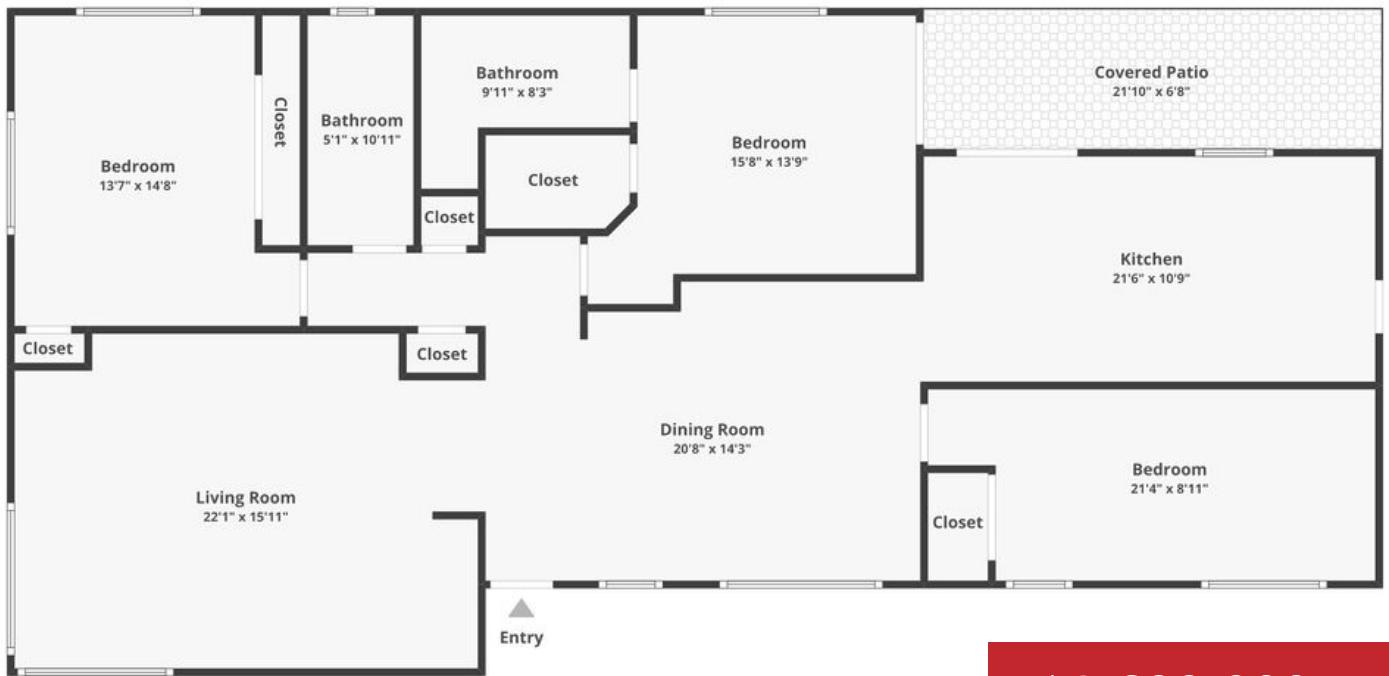 Bathroom
9'11" x 8'3"
Covered Patio
21'10" x 6'8"
Closet
Bathroom
5'1" x 10'11"
Bedroom
15'8" x 13'9"
Bedroom
13'7" x 14'8"
Closet
Closet
Kitchen
21'6" x 10'9"
Closet
Closet
Dining Room
20'8" x 14'3"
Bedroom
21'4" x 8'11"
Living Room
22'1" x 15'11"
Closet
Entry